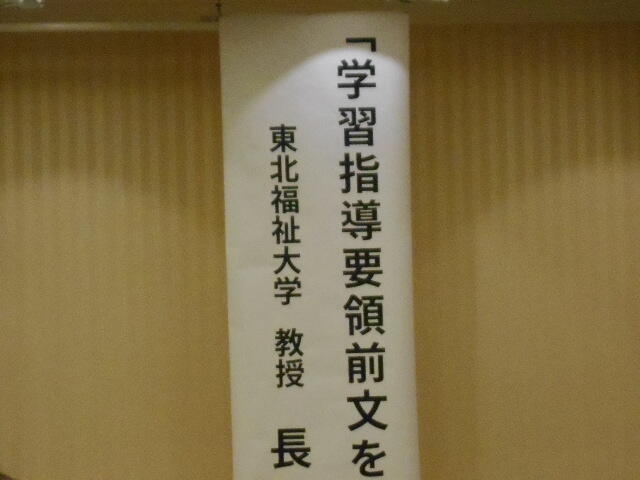 「学習指導要領前文を
東北福祉大学 教授 長